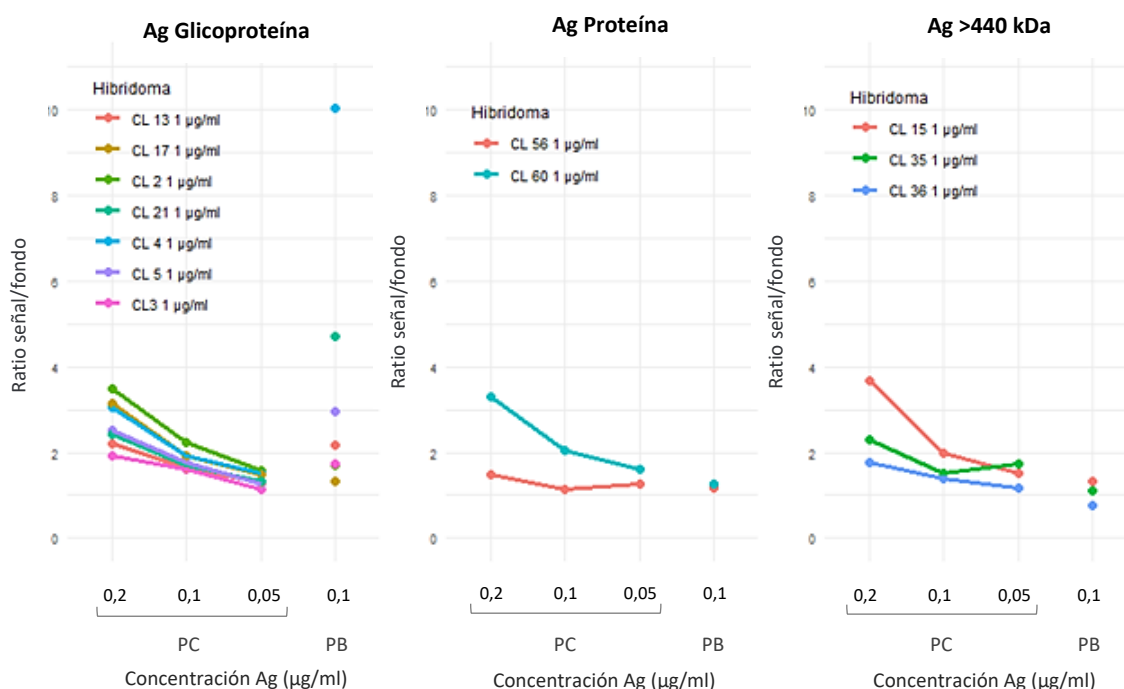 Ag Glicoproteína
Ratio señal/fondo
Hibridoma
CL 13 1 µg/ml
CL 17 1 µg/ml
CL 2 1 µg/ml
CL 21 1 µg/ml
CL 4 1 µg/ml
CL 5 1 µg/ml
CL3 1 µg/ml
10
8
6
4
2
0
0,2 0,1 0,05 0,1
PC PB
Concentración Ag (µg/ml)
Ag Proteína
Ratio señal/fondo
Hibridoma
CL 56 1 µg/ml
CL 60 1 µg/ml
10
8
6
4
2
0
0,2 0,1 0,05 0,1
PC PB
Concentración Ag (µg/ml)
Ag >440 kDa
Ratio señal/fondo
Hibridoma
CL 15 1 µg/ml
CL 35 1 µg/ml
CL 36 1 µg/ml
10
8
6
4
2
0
0,2 0,1 0,05 0,1
PC PB
Concentración Ag (µg/ml)